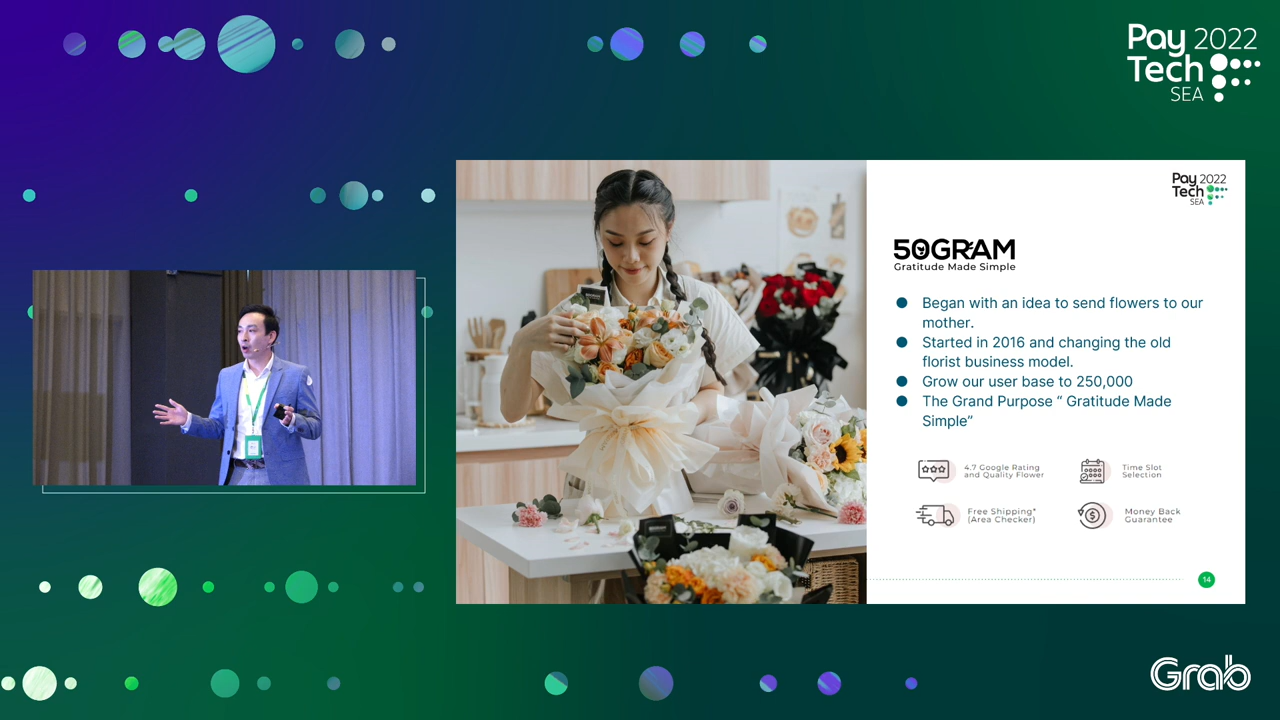 Pay 2022
Tech
SEA
Pay 2022
Tech
SEA
50GRAM
Gratitude Made Simple
● Began with an idea to send flowers to our
mother.
● Started in 2016 and changing the old
florist business model.
● Grow our user base to 250,000
● The Grand Purpose “ Gratitude Made
Simple”
4.7 Google Rating
and Quality Flower
Time Slot
Selection
Free Shipping*
(Area Checker)
Money Back
Guarantee
14
Grab